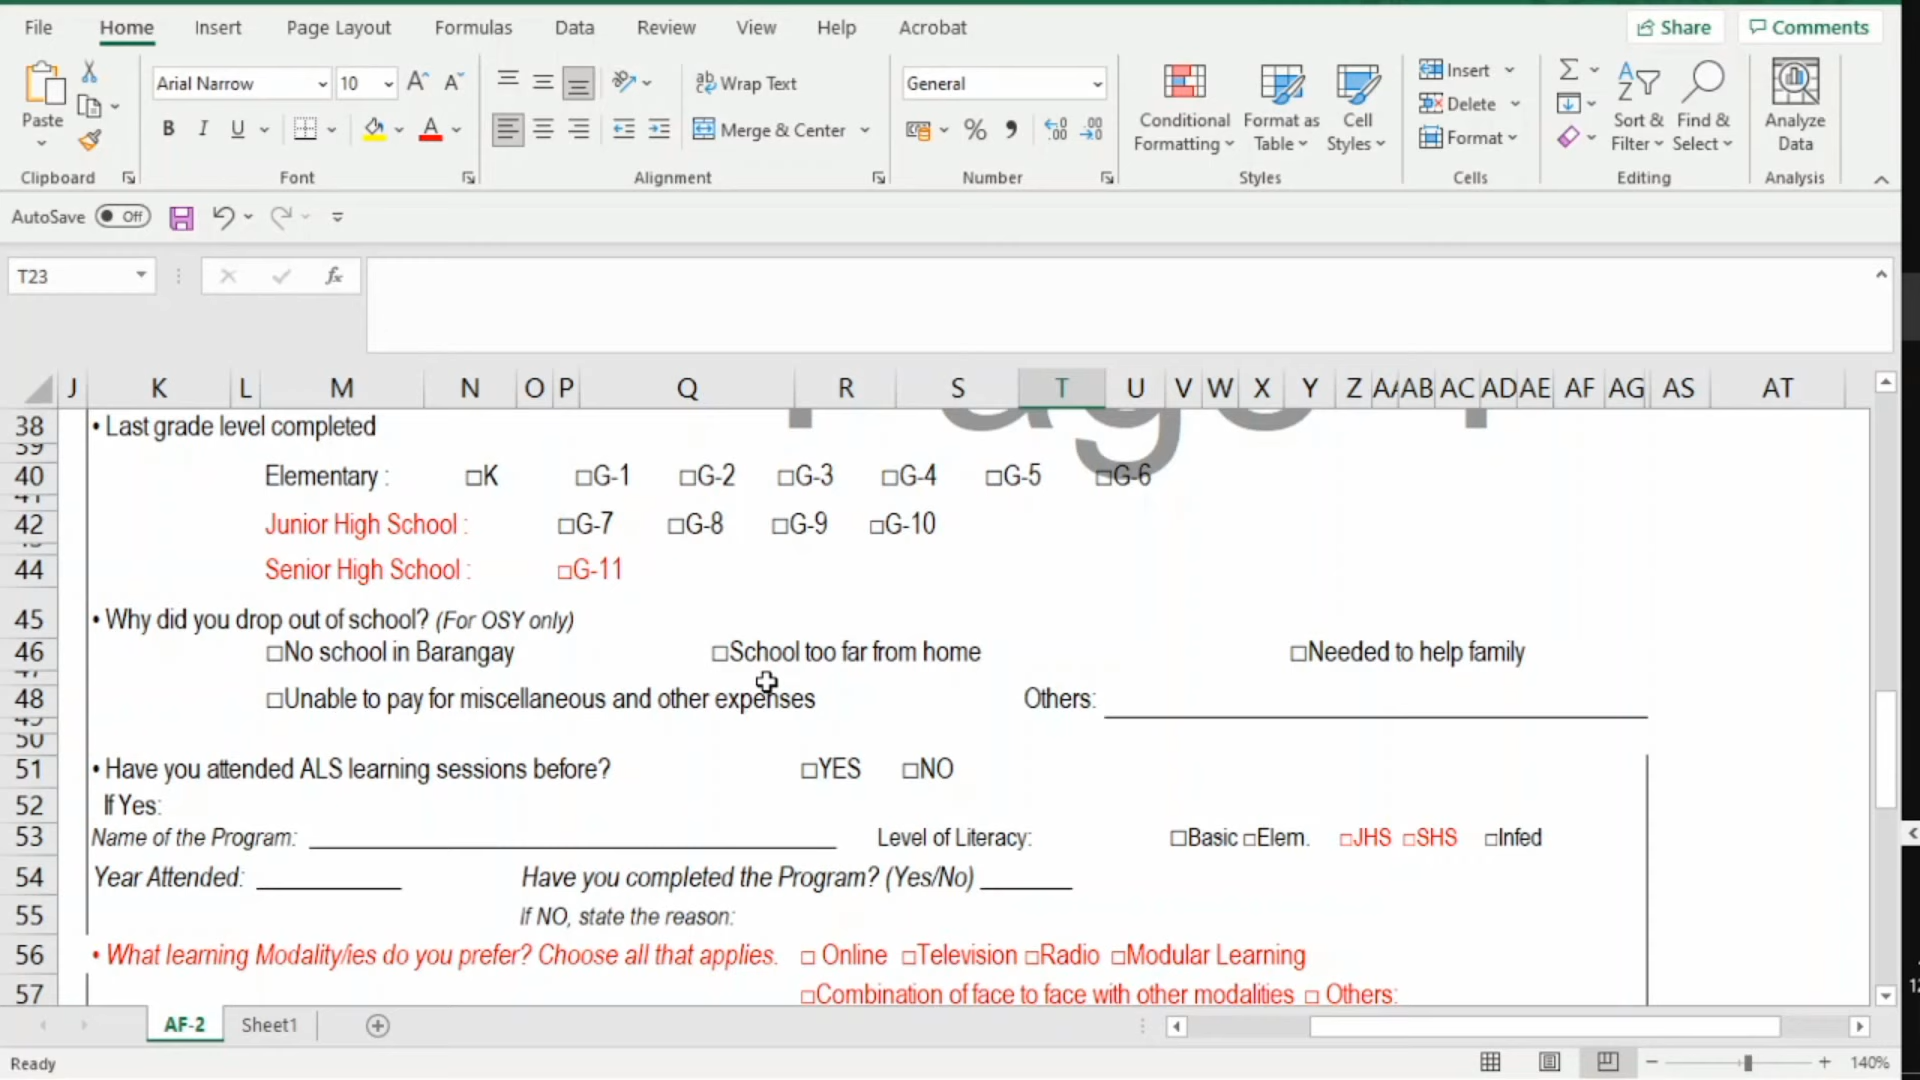 File Home Insert Page Layout Formulas Data Review View Help Acrobat Share Comments
Arial Narrow 10 Wrap Text General Insert
Paste B I U Merge & Center % Conditional Formatting Format as Table Cell Styles Delete Format Sort & Filter Find & Select Analyze Data
Clipboard Font Alignment Number Styles Cells Editing Analysis
AutoSave Off
T23 fx
J K L M N O P Q R S T U V W X Y Z AA AB AC AD AE AF AG AS AT
Page 1
38 • Last grade level completed
39
40 Elementary : □K □G-1 □G-2 □G-3 □G-4 □G-5 □G-6
41
42 Junior High School : □G-7 □G-8 □G-9 □G-10
44 Senior High School : □G-11
45 • Why did you drop out of school? (For OSY only)
46 □No school in Barangay □School too far from home □Needed to help family
47
48 □Unable to pay for miscellaneous and other expenses Others:
49
50
51 • Have you attended ALS learning sessions before? □YES □NO
52 If Yes:
53 Name of the Program: Level of Literacy: □Basic □Elem. □JHS □SHS □Infed
54 Year Attended: Have you completed the Program? (Yes/No)
55 If NO, state the reason:
56 • What learning Modality/ies do you prefer? Choose all that applies. □ Online □Television □Radio □Modular Learning
57 □Combination of face to face with other modalities □ Others:
AF-2 Sheet1
Ready 140%